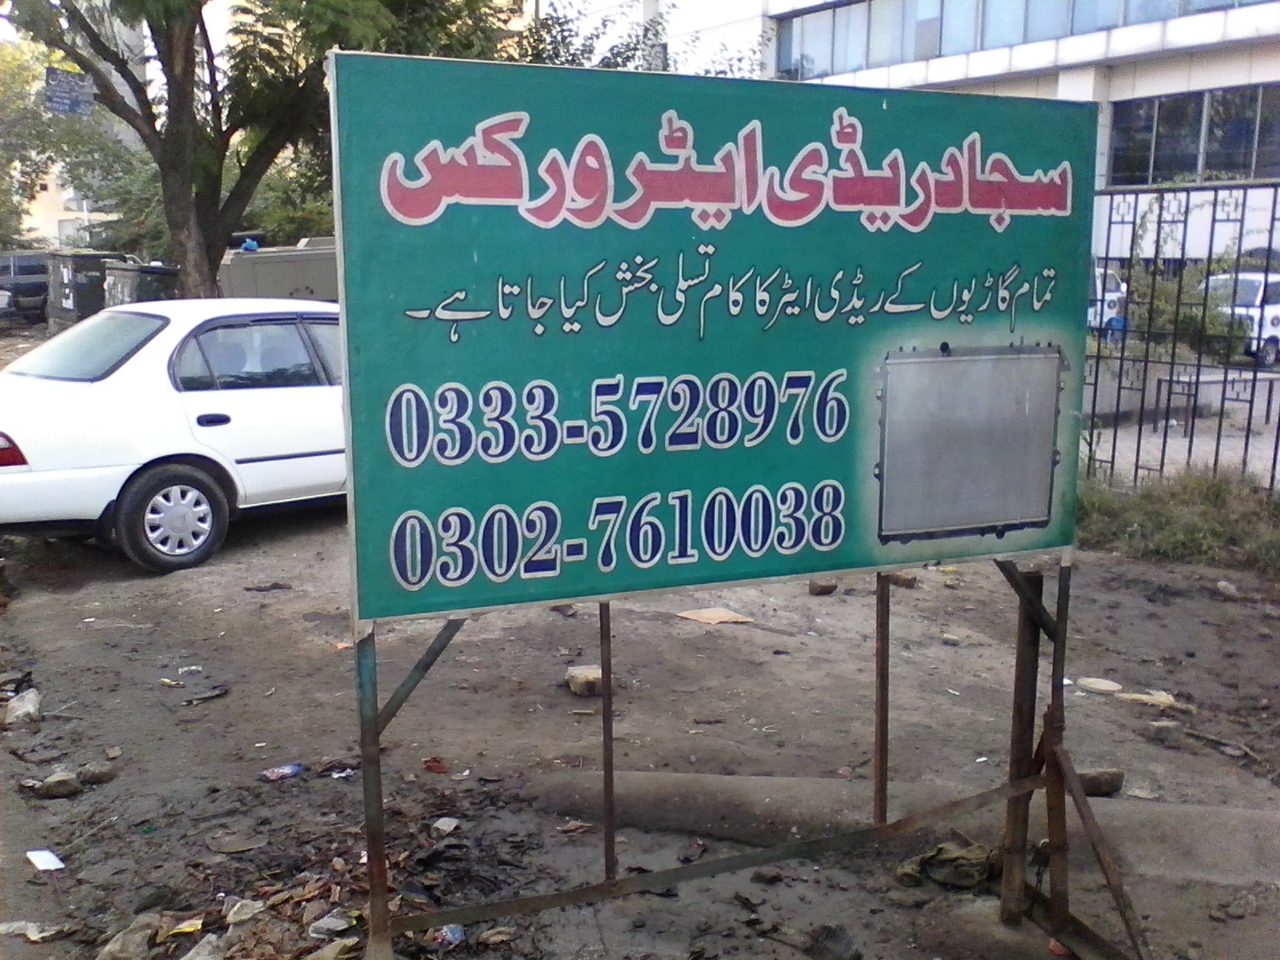 سجاد ریڈی ایٹر ورکس
تمام گاڑیوں کے ریڈی ایٹر کا کام تسلی بخش کیا جاتا ہے۔
0333-5728976
0302-7610038